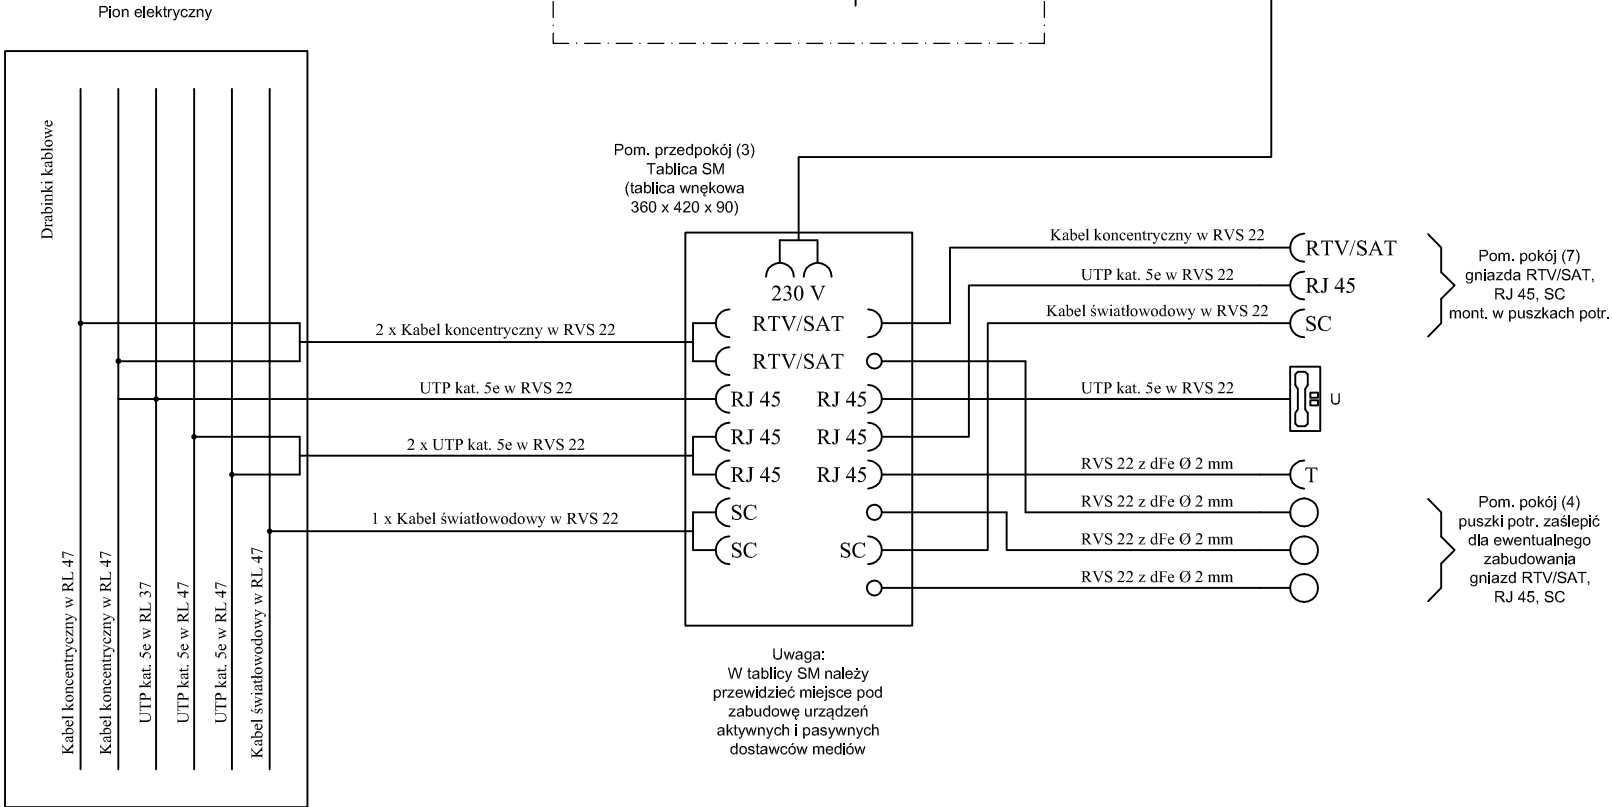 Pion elektryczny
Drabinki kablowe
Kabel koncentryczny w RL 47
Kabel koncentryczny w RL 47
UTP kat. 5e w RL 37
UTP kat. 5e w RL 47
UTP kat. 5e w RL 47
Kabel światłowodowy w RL 47
2 x Kabel koncentryczny w RVS 22
UTP kat. 5e w RVS 22
2 x UTP kat. 5e w RVS 22
1 x Kabel światłowodowy w RVS 22
Pom. przedpokój (3)
Tablica SM
(tablica wnękowa
360 x 420 x 90)
230 V
RTV/SAT
RTV/SAT
RJ 45 RJ 45
RJ 45 RJ 45
RJ 45 RJ 45
SC
SC SC
Uwaga:
W tablicy SM należy
przewidzieć miejsce pod
zabudowę urządzeń
aktywnych i pasywnych
dostawców mediów
Kabel koncentryczny w RVS 22 RTV/SAT
UTP kat. 5e w RVS 22 RJ 45
Kabel światłowodowy w RVS 22 SC
Pom. pokój (7)
gniazda RTV/SAT,
RJ 45, SC
mont. w puszkach potr.
UTP kat. 5e w RVS 22 U
RVS 22 z dFe Ø 2 mm T
RVS 22 z dFe Ø 2 mm
RVS 22 z dFe Ø 2 mm
RVS 22 z dFe Ø 2 mm
Pom. pokój (4)
puszki potr. zaślepić
dla ewentualnego
zabudowania
gniazd RTV/SAT,
RJ 45, SC